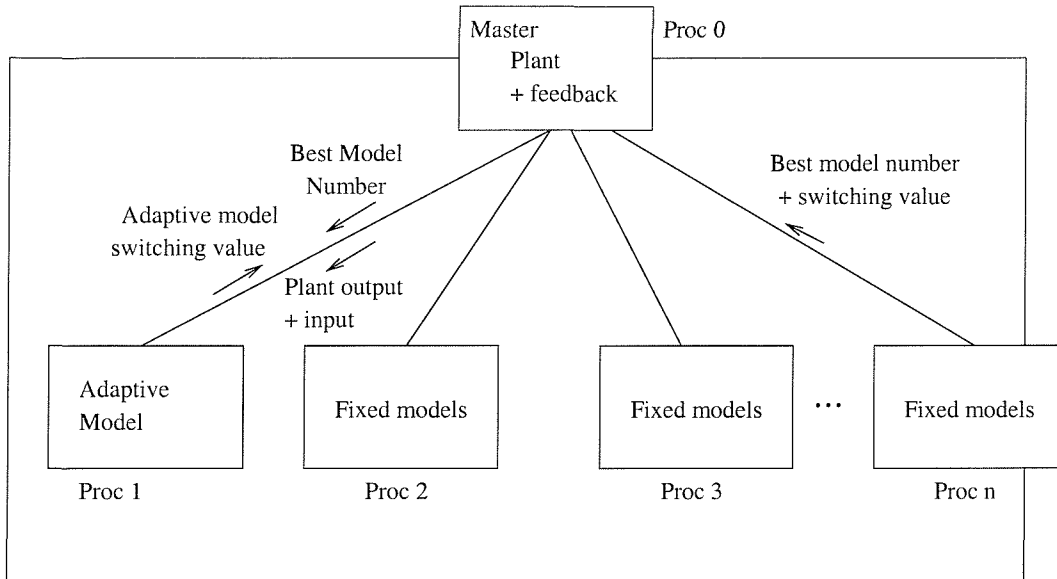 Master
Proc 0
Plant
+ feedback
Best Model
Number
Best model number
+ switching value
Adaptive model
switching value
Plant output
+ input
Adaptive
Model
Fixed models
Fixed models
...
Fixed models
Proc 1
Proc 2
Proc 3
Proc n